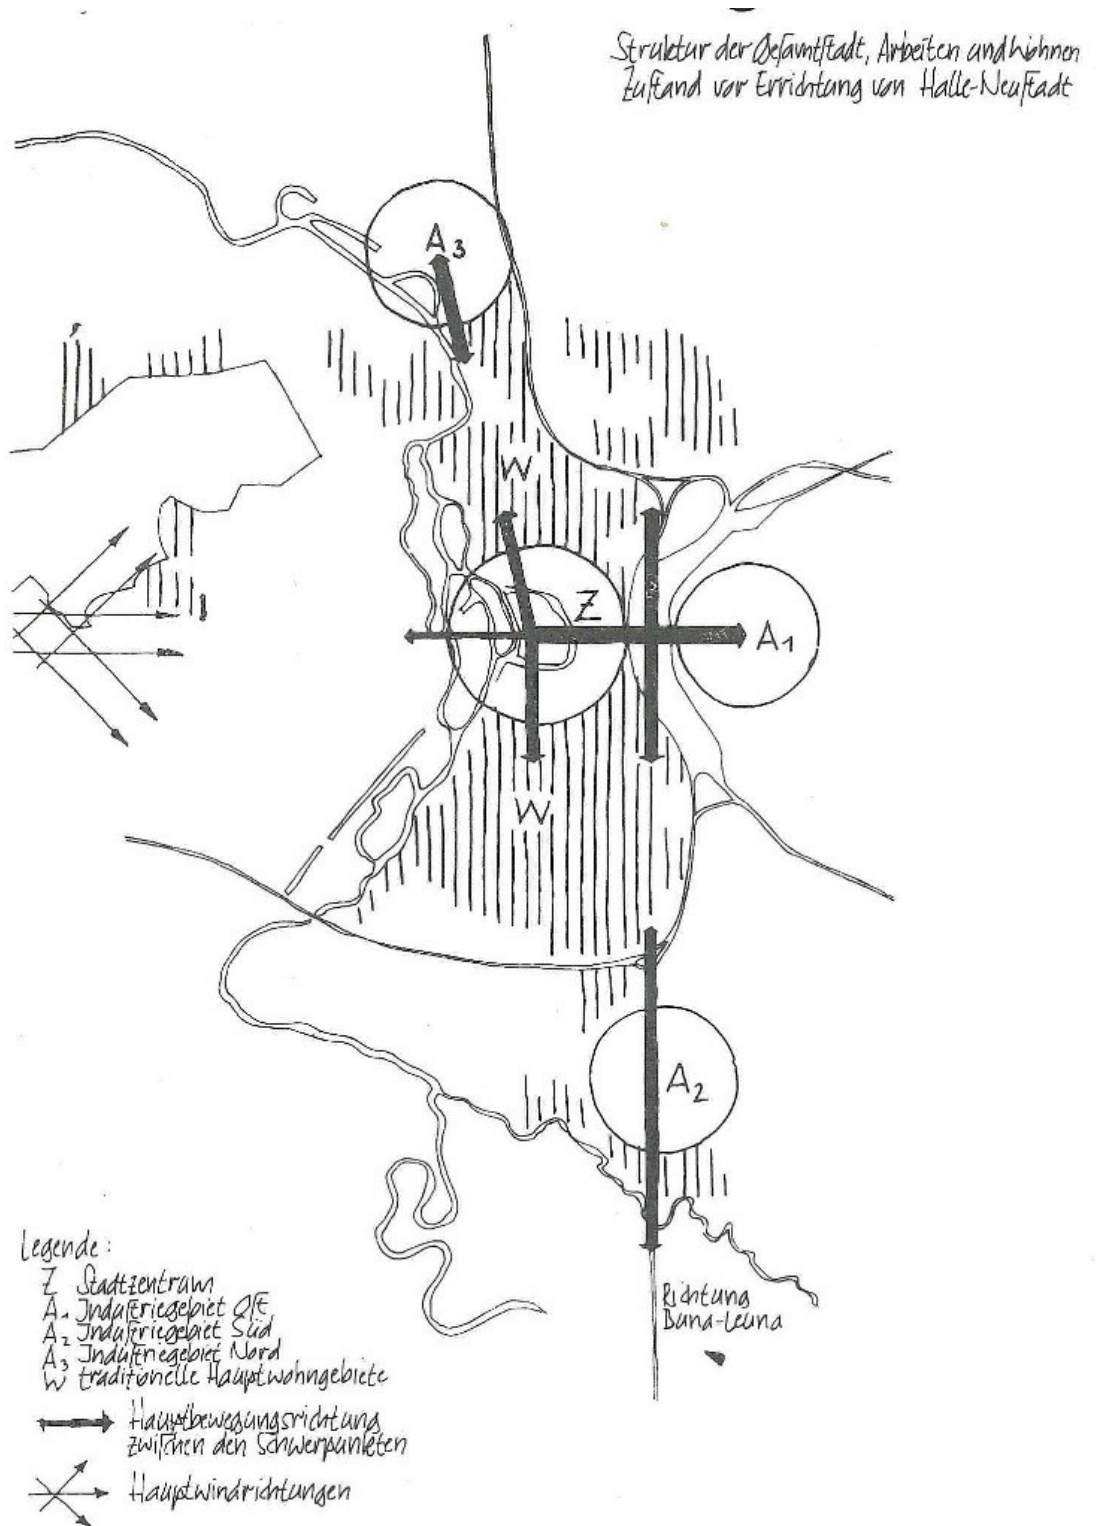 Struktur der Geſamtſtadt, Arbeiten und Wohnen
Zuſtand vor Errichtung von Halle-Neuſtadt
A3
W
Z
A1
W
A2
Richtung
Buna-Leuna
Legende:
Z Stadtzentrum
A1 Induſtriegebiet Oſt
A2 Induſtriegebiet Süd
A3 Induſtriegebiet Nord
W traditionelle Hauptwohngebiete
Hauptbewegungsrichtung
zwiſchen den Schwerpunkten
Hauptwindrichtungen